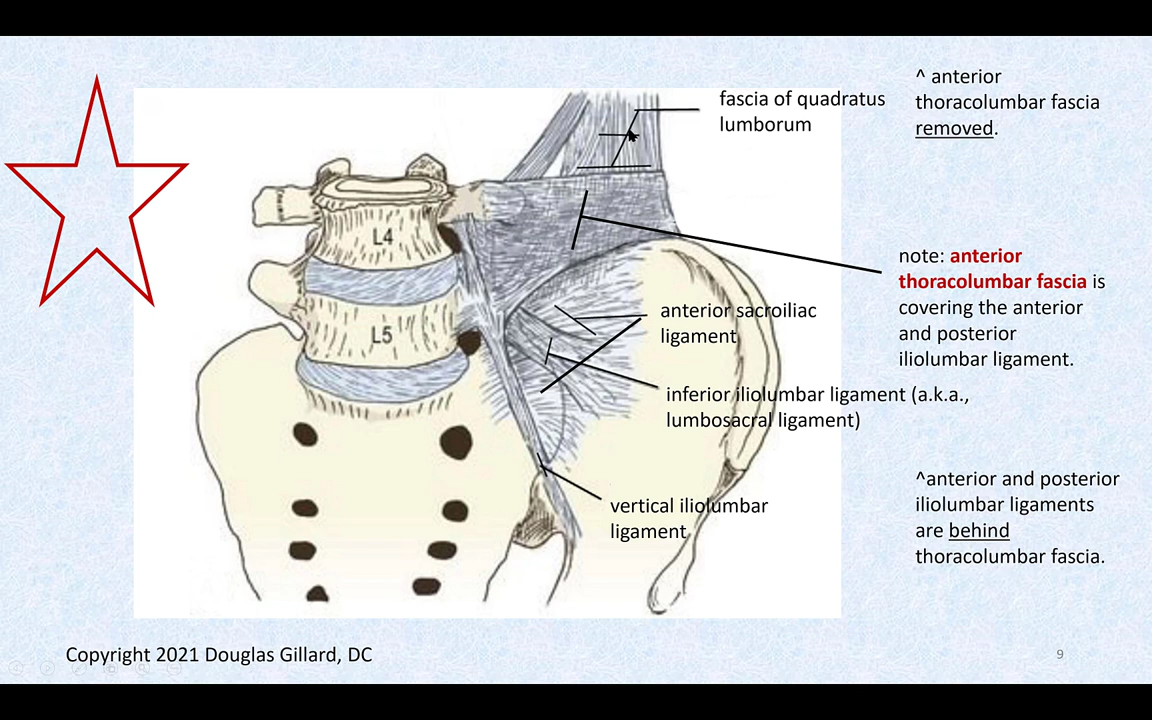 ^ anterior
thoracolumbar fascia
removed.
fascia of quadratus
lumborum
L4
note: anterior
thoracolumbar fascia is
covering the anterior
and posterior
iliolumbar ligament.
anterior sacroiliac
ligament
L5
inferior iliolumbar ligament (a.k.a.,
lumbosacral ligament)
^anterior and posterior
iliolumbar ligaments
are behind
thoracolumbar fascia.
vertical iliolumbar
ligament
Copyright 2021 Douglas Gillard, DC
9